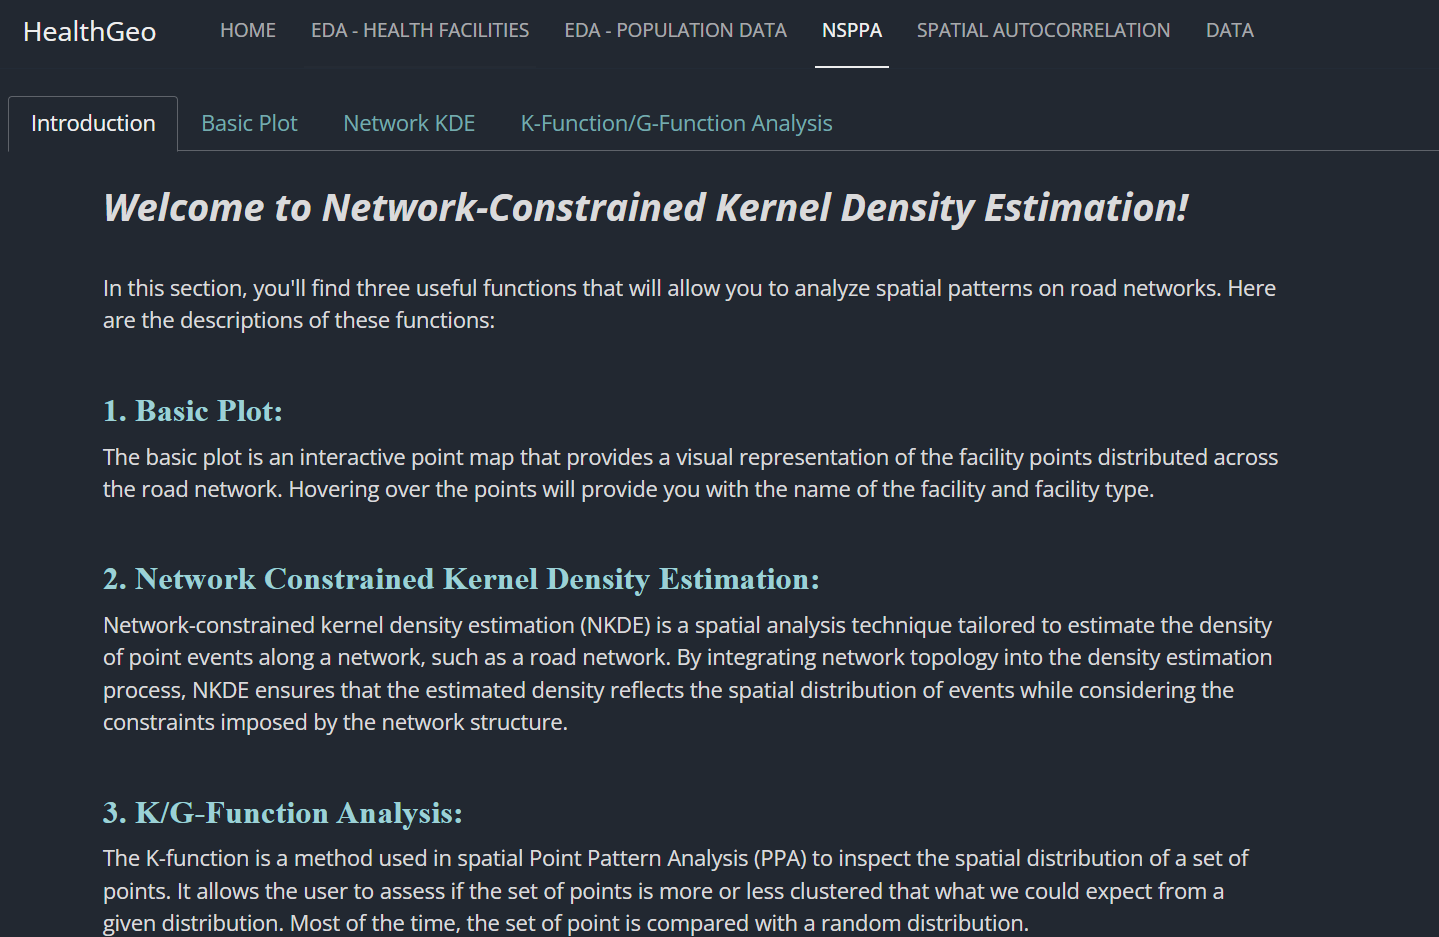 HealthGeo HOME EDA - HEALTH FACILITIES EDA - POPULATION DATA NSPPA SPATIAL AUTOCORRELATION DATA
Introduction Basic Plot Network KDE K-Function/G-Function Analysis
Welcome to Network-Constrained Kernel Density Estimation!
In this section, you'll find three useful functions that will allow you to analyze spatial patterns on road networks. Here
are the descriptions of these functions:
1. Basic Plot:
The basic plot is an interactive point map that provides a visual representation of the facility points distributed across
the road network. Hovering over the points will provide you with the name of the facility and facility type.
2. Network Constrained Kernel Density Estimation:
Network-constrained kernel density estimation (NKDE) is a spatial analysis technique tailored to estimate the density
of point events along a network, such as a road network. By integrating network topology into the density estimation
process, NKDE ensures that the estimated density reflects the spatial distribution of events while considering the
constraints imposed by the network structure.
3. K/G-Function Analysis:
The K-function is a method used in spatial Point Pattern Analysis (PPA) to inspect the spatial distribution of a set of
points. It allows the user to assess if the set of points is more or less clustered that what we could expect from a
given distribution. Most of the time, the set of point is compared with a random distribution.